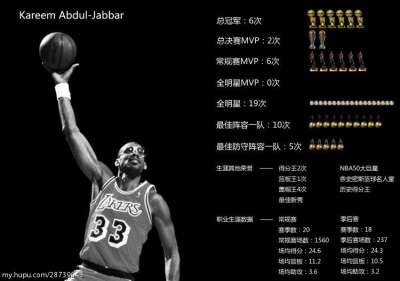 Kareem Abdul-Jabbar
总冠军：6次
总决赛MVP：2次
常规赛MVP：6次
全明星MVP：0次
全明星：19次
最佳阵容一队：10次
最佳防守阵容一队：5次
LAKERS
33
生涯其他荣誉 —— 得分王2次 NBA50大巨星
篮板王1次 奈史密斯篮球名人堂
盖帽王4次 历史得分王
最佳新秀
职业生涯数据 —— 常规赛 季后赛
赛季数：20 赛季数：18
常规赛场数：1560 季后赛场数：237
场均得分：24.6 场均得分：24.3
场均篮板：11.2 场均篮板：10.5
场均助攻：3.6 场均助攻：3.2